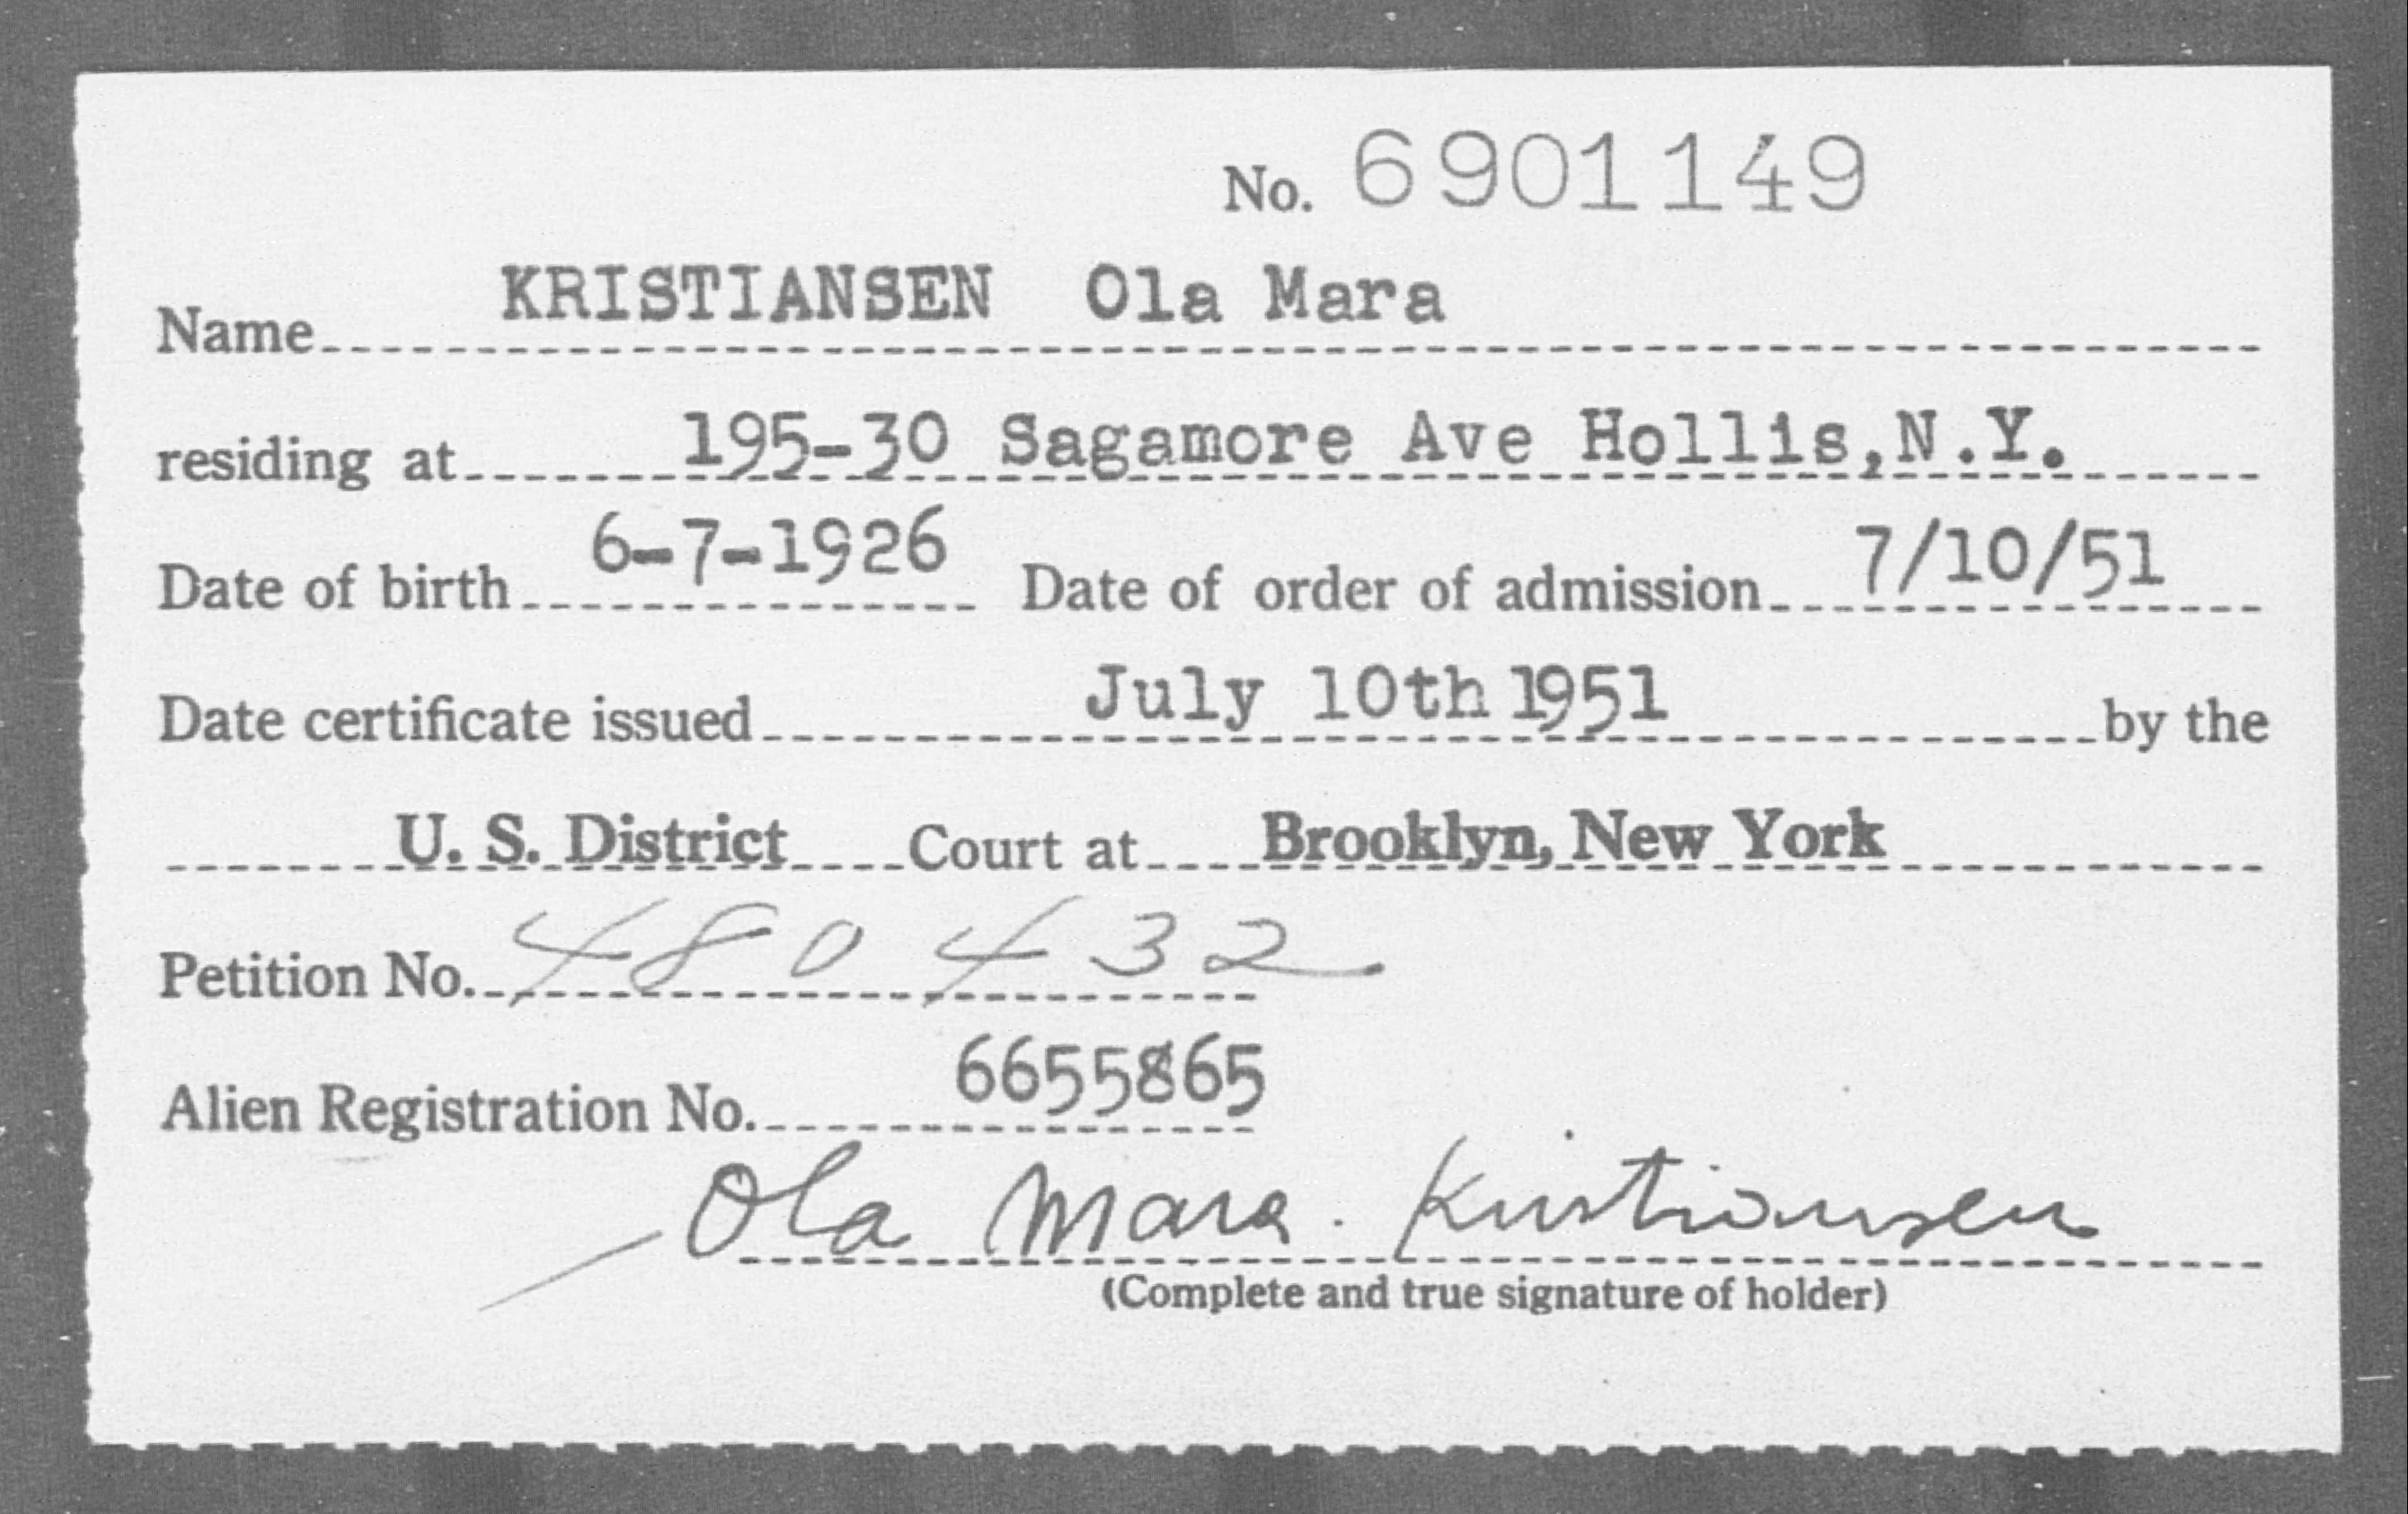 No. 6901149
Name KRISTIANSEN Ola Mara
residing at 195-30 Sagamore Ave Hollis, N.Y.
Date of birth 6-7-1926 Date of order of admission 7/10/51
Date certificate issued July 10th 1951 by the
U. S. District Court at Brooklyn, New York
Petition No. 480432
Alien Registration No. 6655865
Ola Mara. Kristiansen
(Complete and true signature of holder)